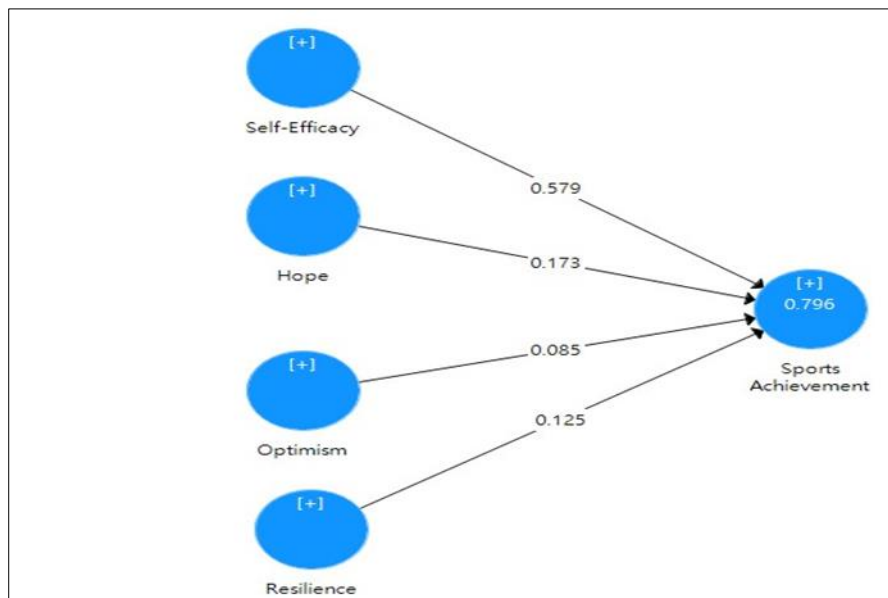 [+]
Self-Efficacy
0.579
[+]
Hope
0.173
[+]
0.796
Sports
Achievement
[+]
Optimism
0.085
0.125
[+]
Resilience